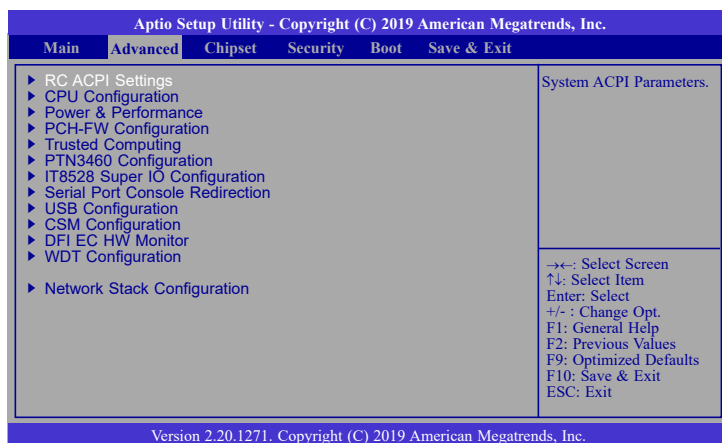 Aptio Setup Utility - Copyright (C) 2019 American Megatrends, Inc.
Main Advanced Chipset Security Boot Save & Exit
RC ACPI Settings
CPU Configuration
Power & Performance
PCH-FW Configuration
Trusted Computing
PTN3460 Configuration
IT8528 Super IO Configuration
Serial Port Console Redirection
USB Configuration
CSM Configuration
DFI EC HW Monitor
WDT Configuration
Network Stack Configuration
System ACPI Parameters.
→←: Select Screen
↑↓: Select Item
Enter: Select
+/- : Change Opt.
F1: General Help
F2: Previous Values
F9: Optimized Defaults
F10: Save & Exit
ESC: Exit
Version 2.20.1271. Copyright (C) 2019 American Megatrends, Inc.